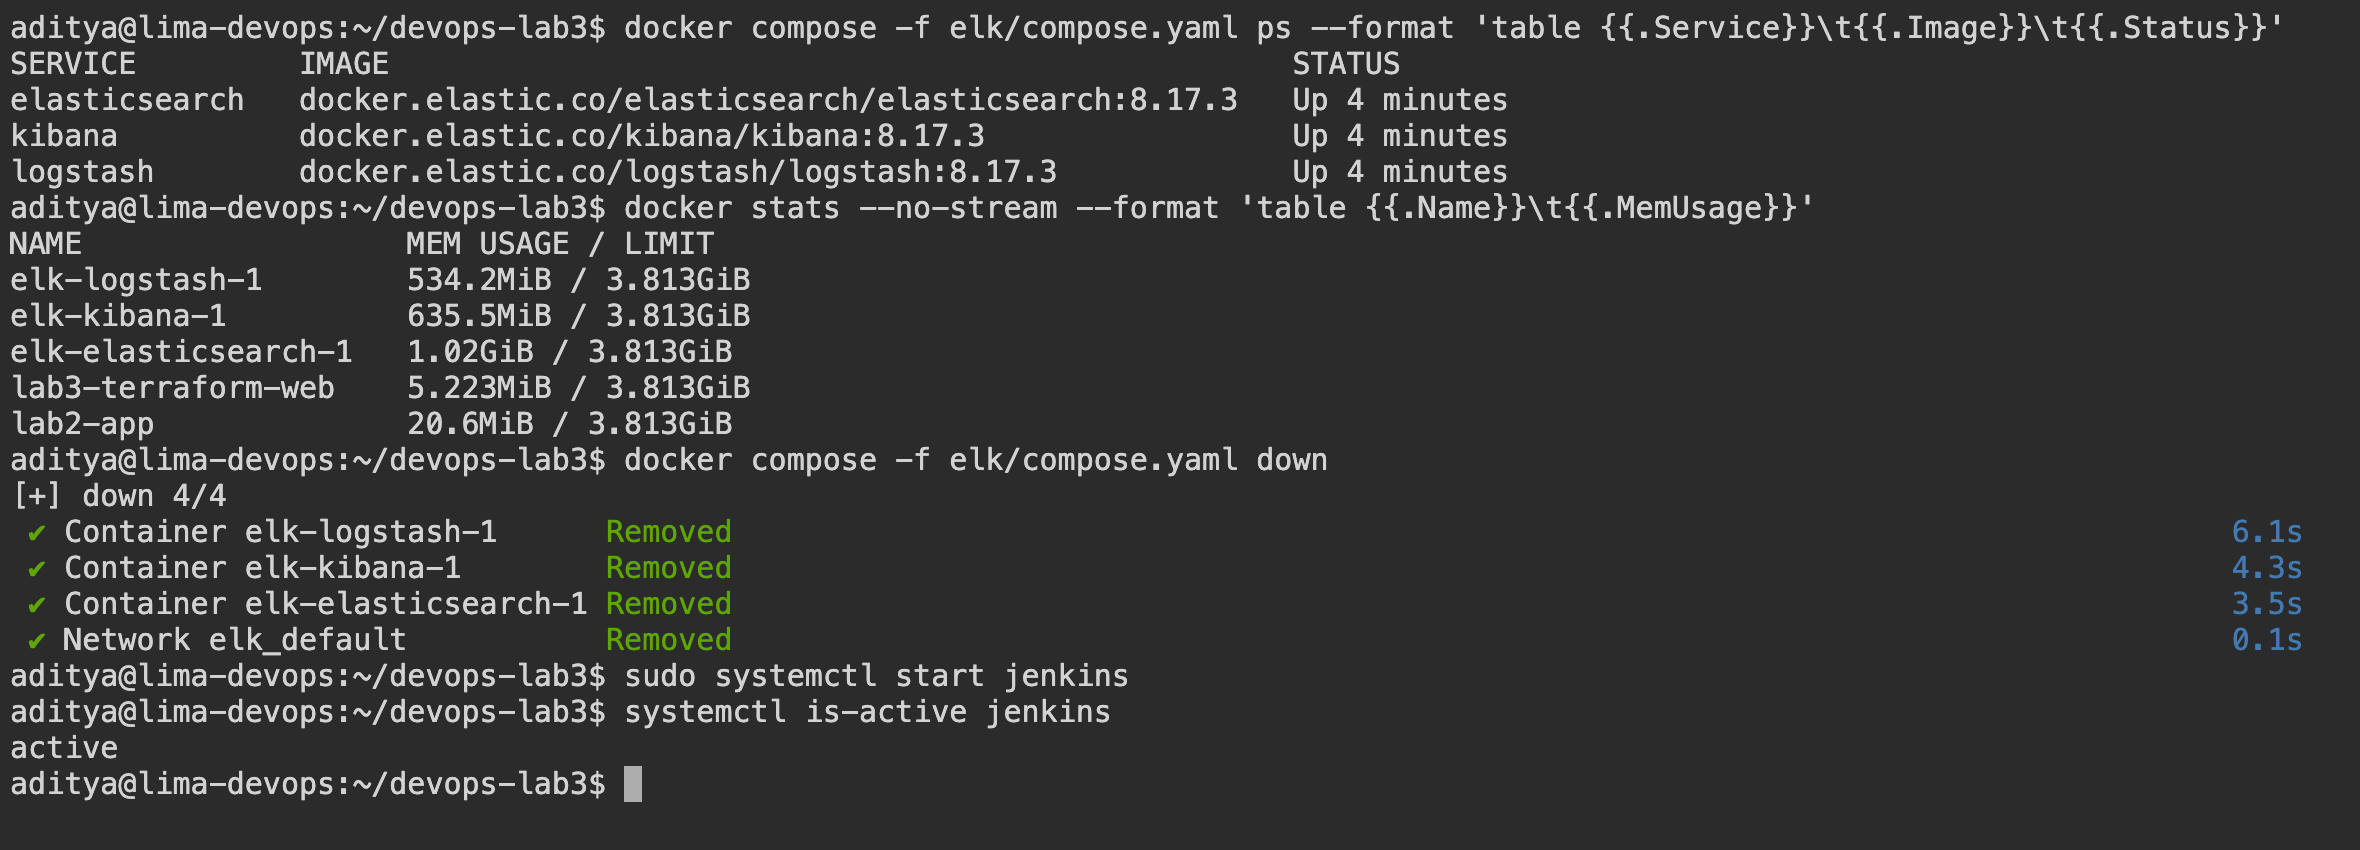 aditya@lima-devops:~/devops-lab3$ docker compose -f elk/compose.yaml ps --format 'table {{.Service}}\t{{.Image}}\t{{.Status}}'
SERVICE         IMAGE                                                  STATUS
elasticsearch   docker.elastic.co/elasticsearch/elasticsearch:8.17.3   Up 4 minutes
kibana          docker.elastic.co/kibana/kibana:8.17.3                 Up 4 minutes
logstash        docker.elastic.co/logstash/logstash:8.17.3             Up 4 minutes
aditya@lima-devops:~/devops-lab3$ docker stats --no-stream --format 'table {{.Name}}\t{{.MemUsage}}'
NAME                  MEM USAGE / LIMIT
elk-logstash-1        534.2MiB / 3.813GiB
elk-kibana-1          635.5MiB / 3.813GiB
elk-elasticsearch-1   1.02GiB / 3.813GiB
lab3-terraform-web    5.223MiB / 3.813GiB
lab2-app              20.6MiB / 3.813GiB
aditya@lima-devops:~/devops-lab3$ docker compose -f elk/compose.yaml down
[+] down 4/4
 ✔ Container elk-logstash-1      Removed 6.1s
 ✔ Container elk-kibana-1        Removed 4.3s
 ✔ Container elk-elasticsearch-1 Removed 3.5s
 ✔ Network elk_default           Removed 0.1s
aditya@lima-devops:~/devops-lab3$ sudo systemctl start jenkins
aditya@lima-devops:~/devops-lab3$ systemctl is-active jenkins
active
aditya@lima-devops:~/devops-lab3$